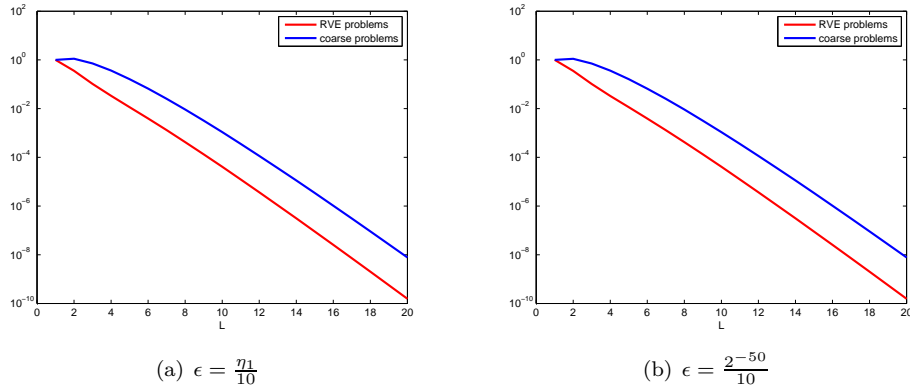 10^2
10^0
10^{-2}
10^{-4}
10^{-6}
10^{-8}
10^{-10}
0 2 4 6 8 10 12 14 16 18 20
L
RVE problems
coarse problems
(a) ϵ = η_1/10
10^2
10^0
10^{-2}
10^{-4}
10^{-6}
10^{-8}
10^{-10}
0 2 4 6 8 10 12 14 16 18 20
L
RVE problems
coarse problems
(b) ϵ = 2^{-50}/10